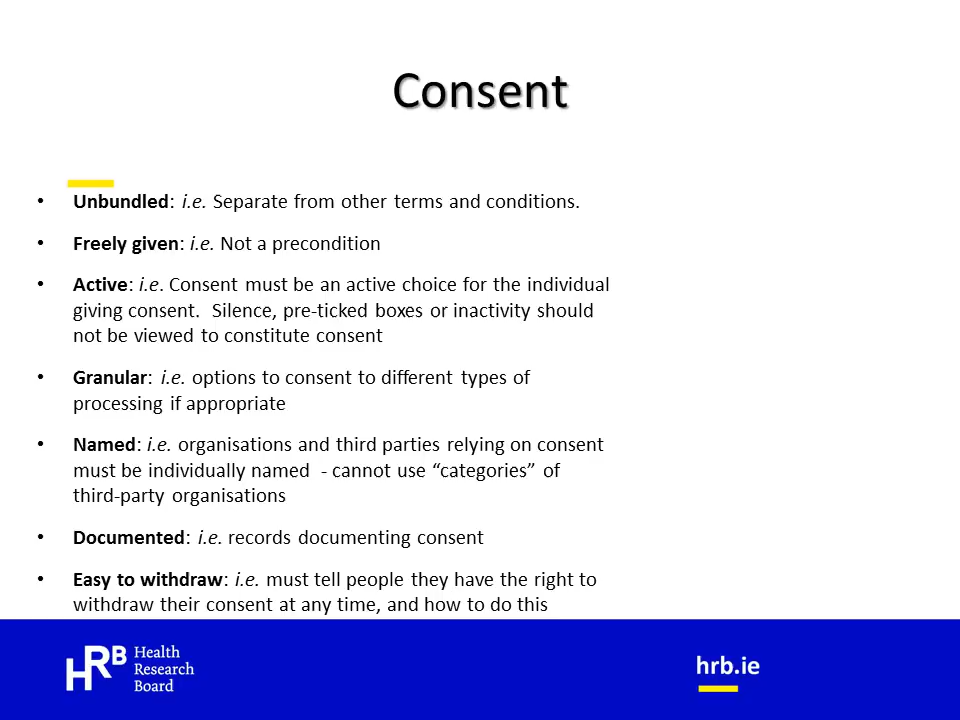 Consent
• Unbundled: i.e. Separate from other terms and conditions.
• Freely given: i.e. Not a precondition
• Active: i.e. Consent must be an active choice for the individual
giving consent.  Silence, pre-ticked boxes or inactivity should
not be viewed to constitute consent
• Granular:  i.e. options to consent to different types of
processing if appropriate
• Named: i.e. organisations and third parties relying on consent
must be individually named  - cannot use “categories” of
third-party organisations
• Documented: i.e. records documenting consent
• Easy to withdraw: i.e. must tell people they have the right to
withdraw their consent at any time, and how to do this
HRB
Health
Research
Board
hrb.ie